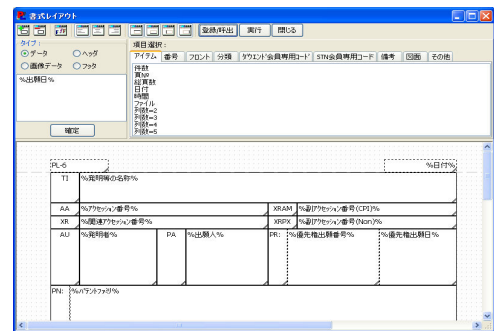 書式レイアウト
登録/呼出 実行 閉じる
タイプ:
データ ヘッダ
画像データ フッタ
%出願日%
確定
項目選択:
アイテム 番号 フロント 分類 ダウエント会員専用コード STN会員専用コード 備考 図面 その他
件数
頁No
総頁数
日付
時間
ファイル
列数=2
列数=3
列数=4
列数=5
PL-6 %日付%
TI %発明等の名称%
AA %アクセッション番号% XRAM %副アクセッション番号(CPI)%
XR %関連アクセッション番号% XRPX %副アクセッション番号(Non)%
AU %発明者% PA %出願人% PR: %優先権出願番号% %優先権出願日%
PN: %パテントファミリ%